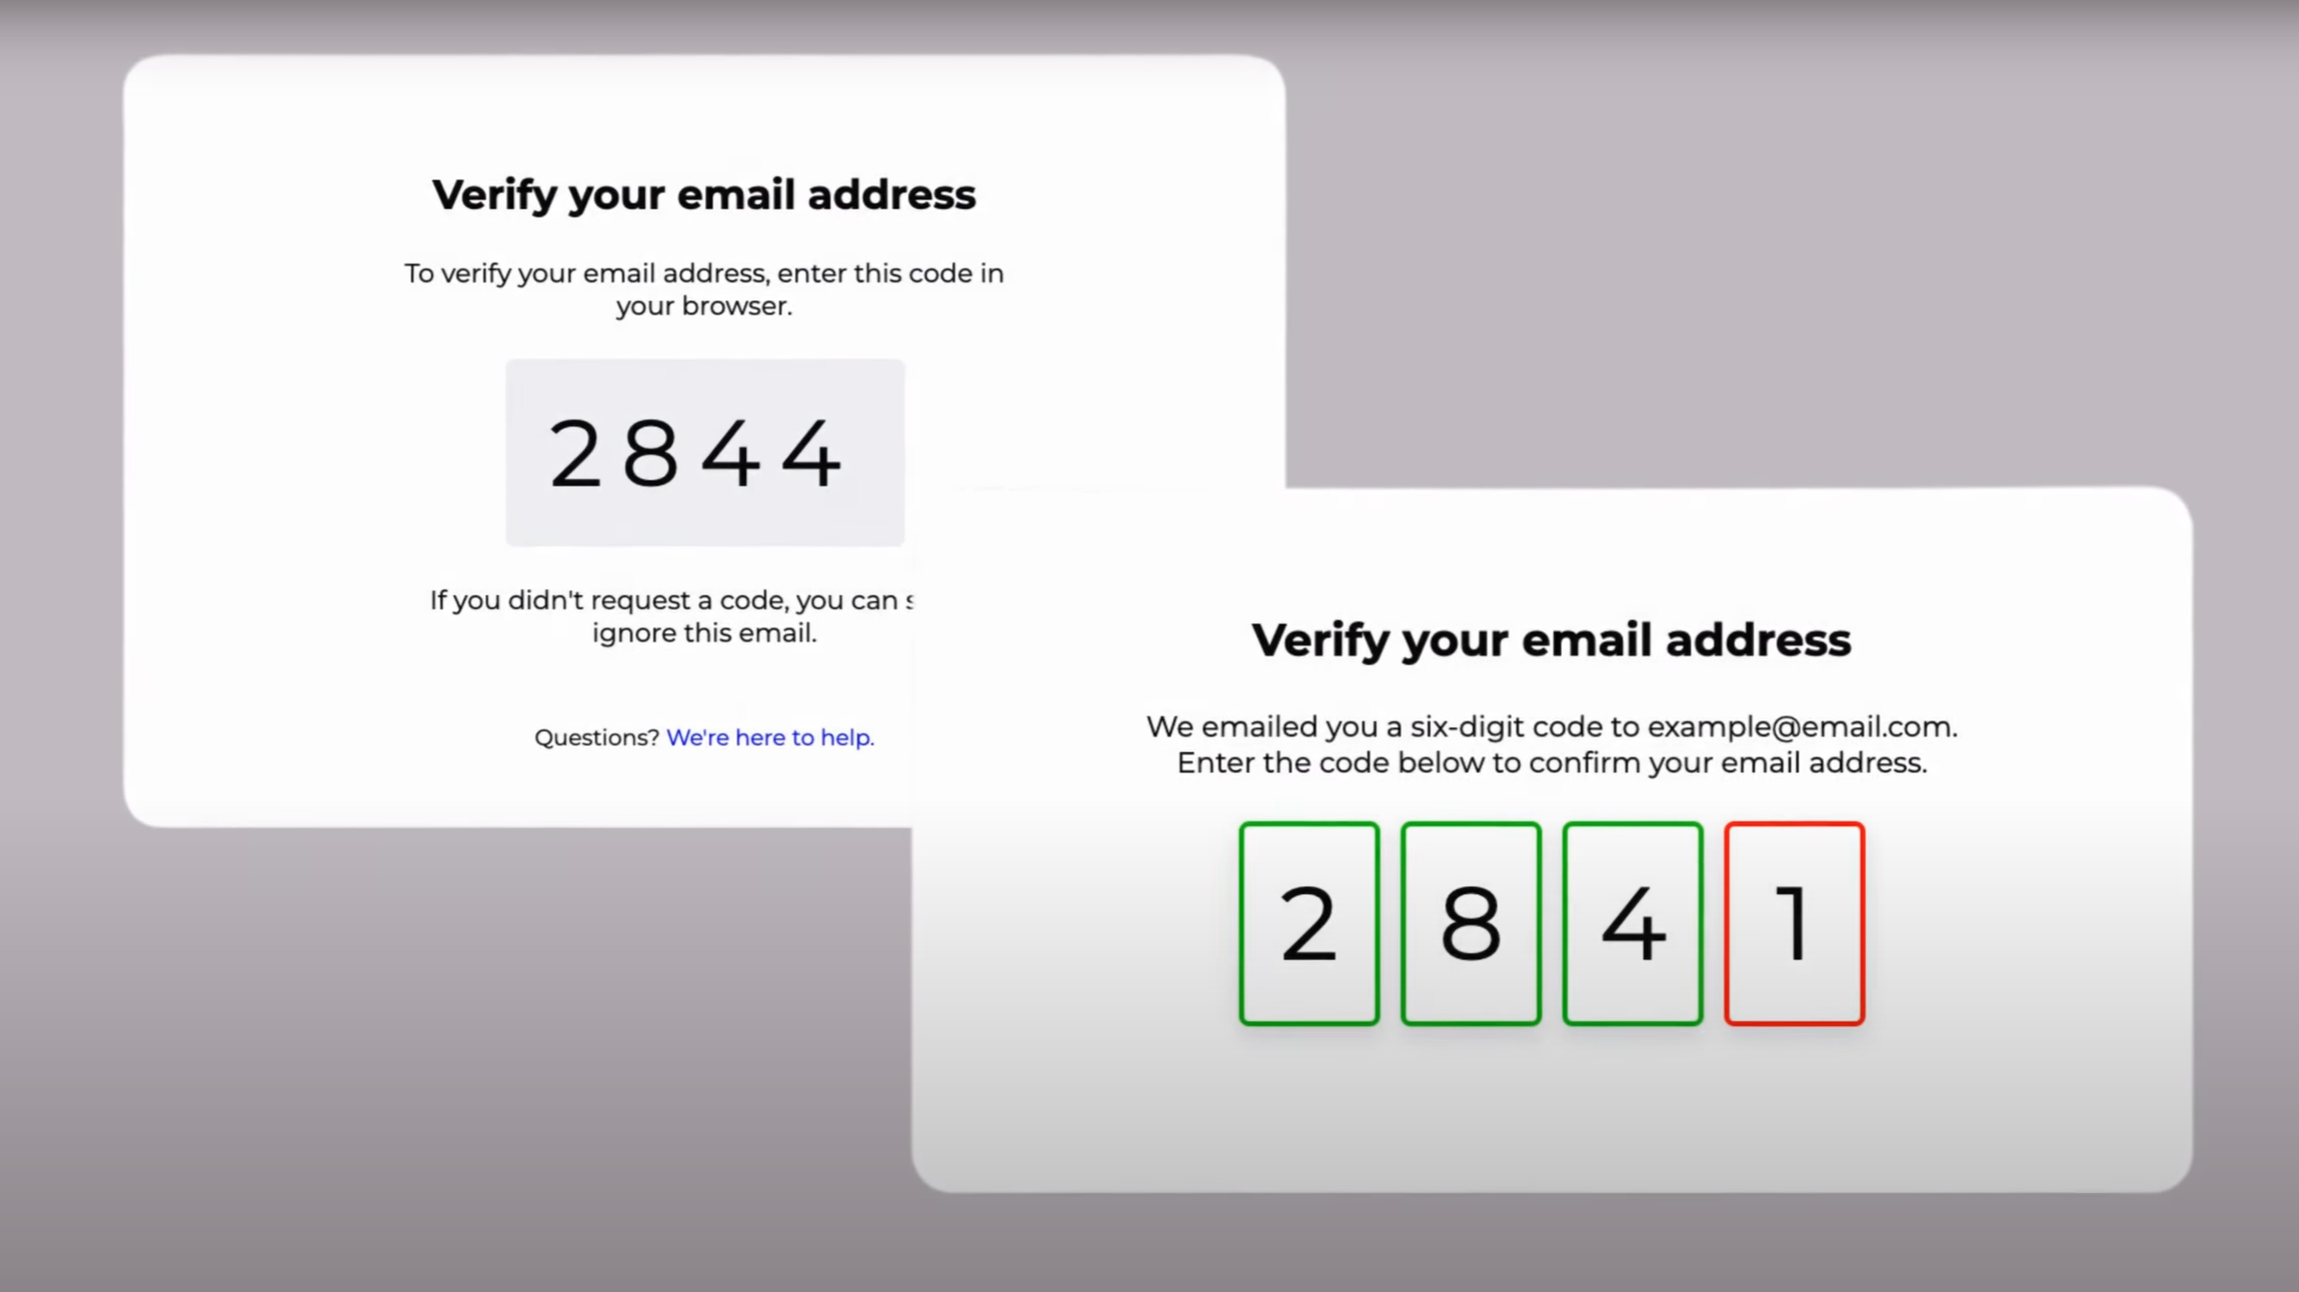 Verify your email address
To verify your email address, enter this code in
your browser.
2844
If you didn't request a code, you can
ignore this email.
Questions? We're here to help.
Verify your email address
We emailed you a six-digit code to example@email.com.
Enter the code below to confirm your email address.
2 8 4 1